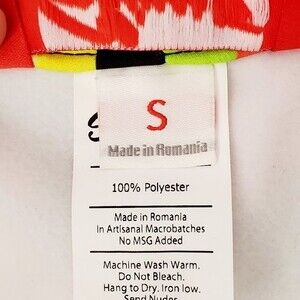 S
Made in Romania
100% Polyester
Made in Romania
In Artisanal Macrobatches
No MSG Added
Machine Wash Warm.
Do Not Bleach.
Hang to Dry. Iron low.
Send Nudes.